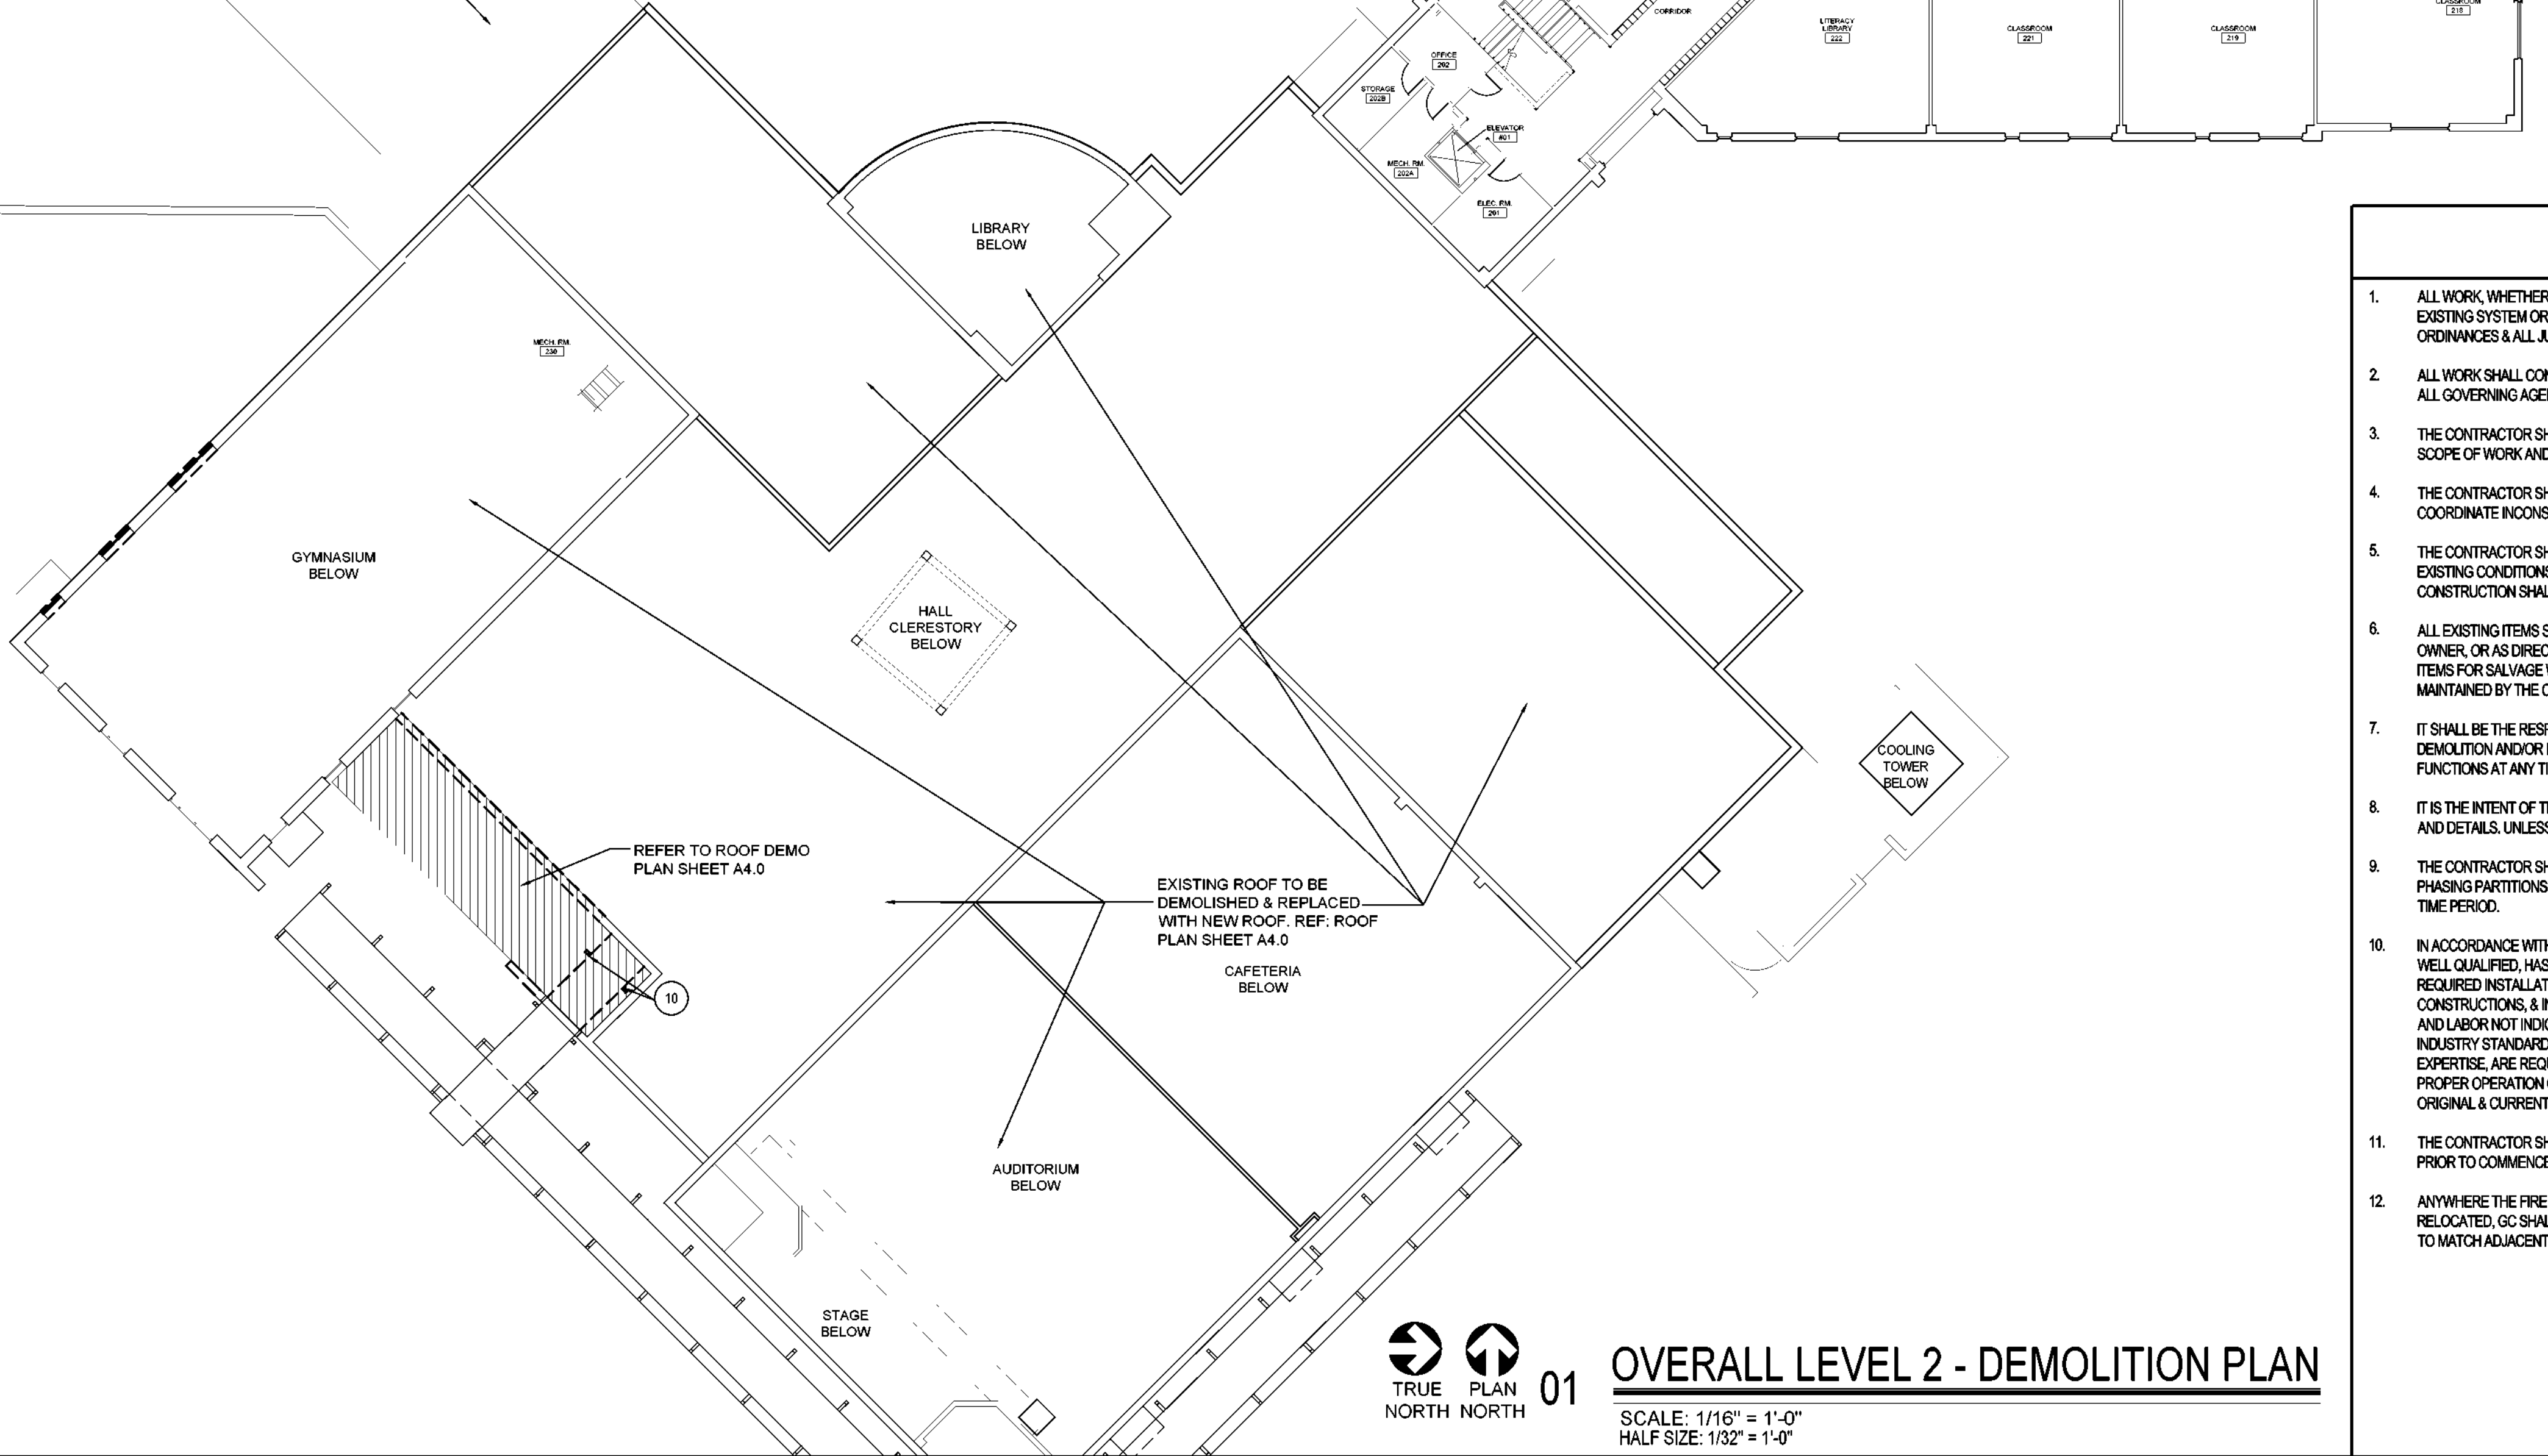 CORRIDOR
LITERACY
LIBRARY
222
CLASSROOM
221
CLASSROOM
219
CLASSROOM
218
OFFICE
202
STORAGE
202B
ELEVATOR
#01
MECH. RM.
202A
ELEC. RM.
201
LIBRARY
BELOW
MECH. RM.
230
GYMNASIUM
BELOW
HALL
CLERESTORY
BELOW
COOLING
TOWER
BELOW
REFER TO ROOF DEMO
PLAN SHEET A4.0
10
EXISTING ROOF TO BE
DEMOLISHED & REPLACED
WITH NEW ROOF. REF: ROOF
PLAN SHEET A4.0
CAFETERIA
BELOW
AUDITORIUM
BELOW
STAGE
BELOW
TRUE
NORTH
PLAN
NORTH
01
OVERALL LEVEL 2 - DEMOLITION PLAN
SCALE: 1/16" = 1'-0"
HALF SIZE: 1/32" = 1'-0"
1. ALL WORK, WHETHER
EXISTING SYSTEM OR
ORDINANCES & ALL
2. ALL WORK SHALL
ALL GOVERNING
3. THE CONTRACTOR
SCOPE OF WORK AND
4. THE CONTRACTOR
COORDINATE
5. THE CONTRACTOR
EXISTING CONDITIONS
CONSTRUCTION
6. ALL EXISTING ITEMS
OWNER, OR AS
ITEMS FOR SALVAGE
MAINTAINED BY THE
7. IT SHALL BE THE
DEMOLITION AND/OR
FUNCTIONS AT ANY
8. IT IS THE INTENT OF
AND DETAILS. UNLESS
9. THE CONTRACTOR
PHASING PARTITIONS
TIME PERIOD.
10. IN ACCORDANCE WITH
WELL QUALIFIED, HAS
REQUIRED
CONSTRUCTIONS, &
AND LABOR NOT
INDUSTRY STANDARD
EXPERTISE, ARE
PROPER OPERATION
ORIGINAL & CURRENT
11. THE CONTRACTOR
PRIOR TO
12. ANYWHERE THE FIRE
RELOCATED, GC
TO MATCH ADJACENT